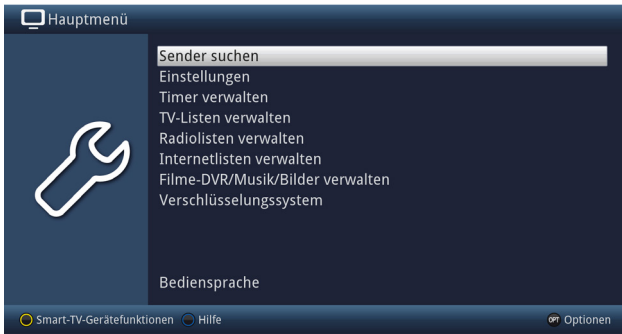 Hauptmenü
Sender suchen
Einstellungen
Timer verwalten
TV-Listen verwalten
Radiolisten verwalten
Internetlisten verwalten
Filme-DVR/Musik/Bilder verwalten
Verschlüsselungssystem
Bediensprache
Smart-TV-Gerätefunktionen Hilfe OPT Optionen